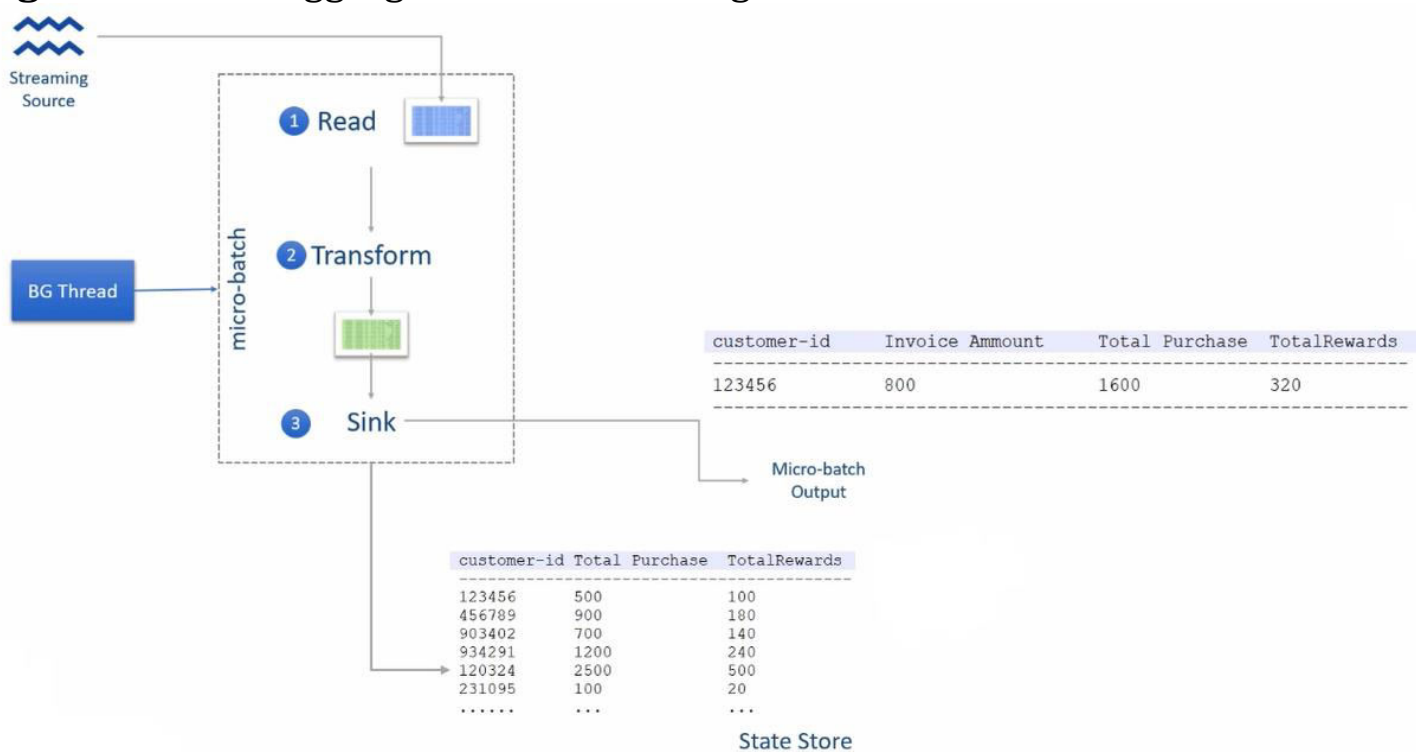 Streaming
Source
1 Read
2 Transform
micro-batch
BG Thread
3 Sink
customer-id Invoice Ammount Total Purchase TotalRewards
123456 800 1600 320
Micro-batch
Output
customer-id Total Purchase TotalRewards
123456 500 100
456789 900 180
903402 700 140
934291 1200 240
120324 2500 500
231095 100 20
...... ... ...
State Store